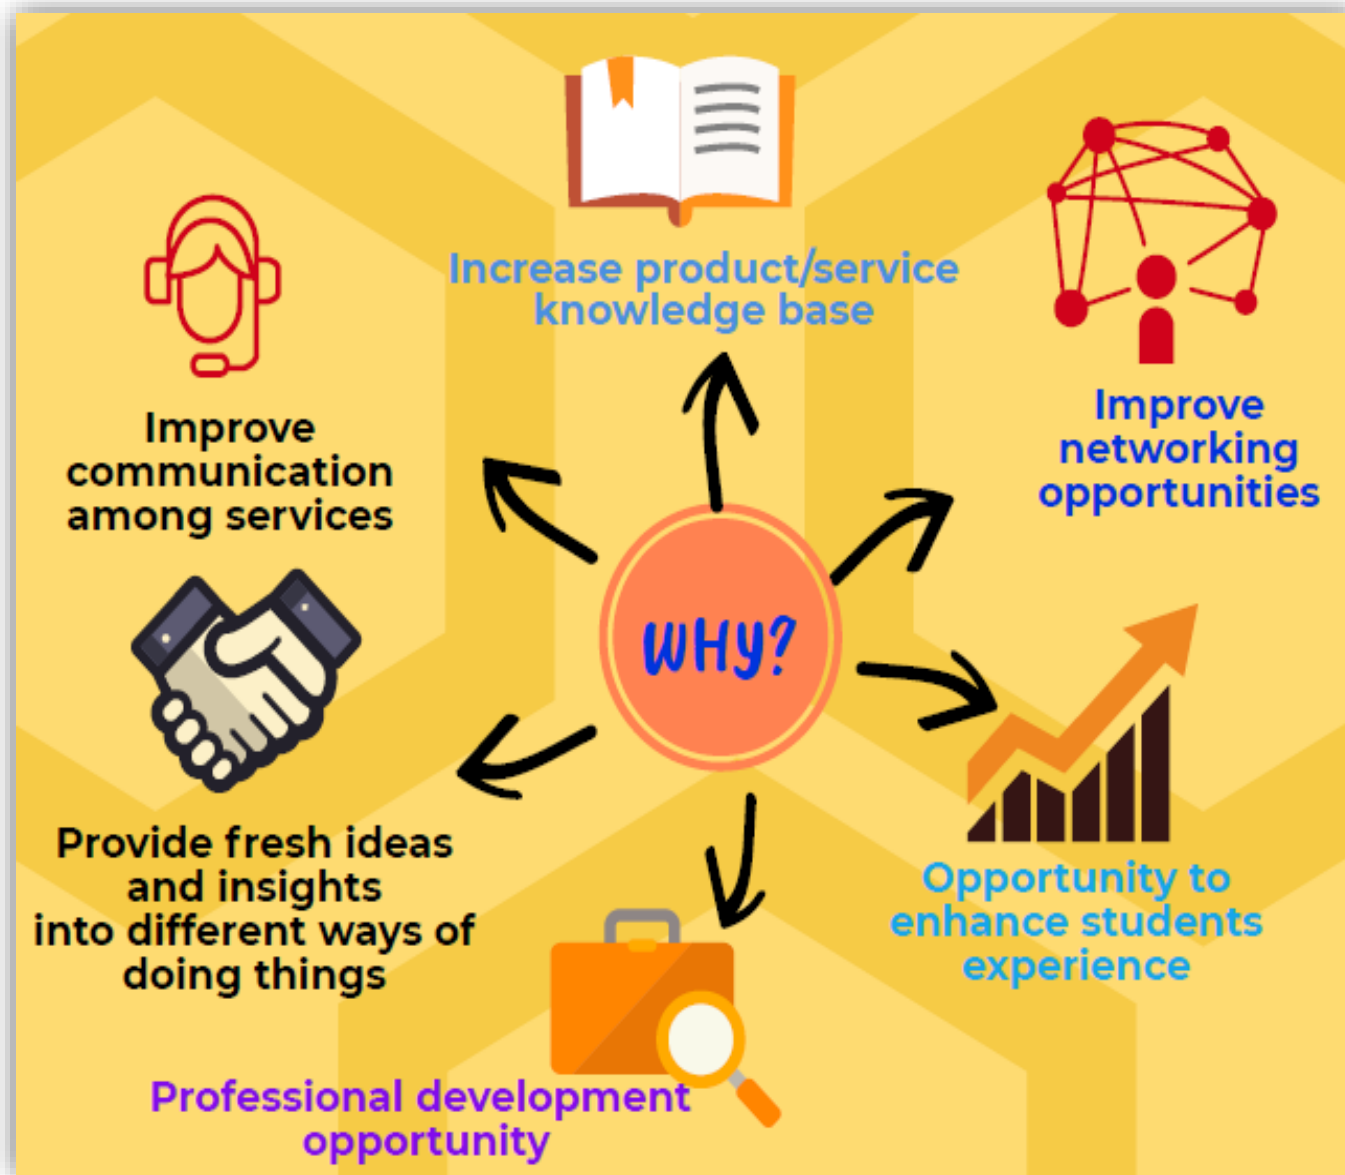 Increase product/service
knowledge base
Improve
networking
opportunities
Improve
communication
among services
WHY?
Opportunity to
enhance students
experience
Provide fresh ideas
and insights
into different ways of
doing things
Professional development
opportunity